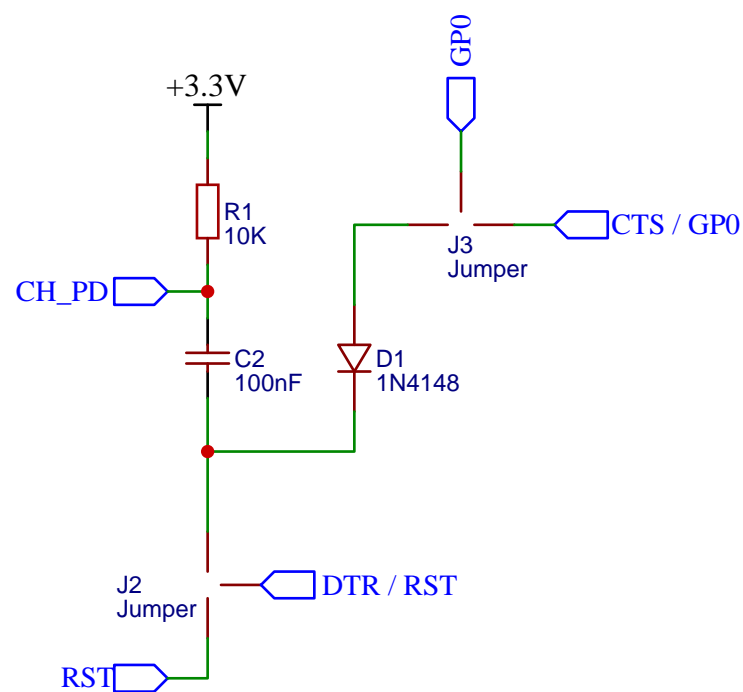 GP0
+3.3V
R1
10K
CTS / GP0
J3
Jumper
CH_PD
C2
100nF
D1
1N4148
J2
Jumper
DTR / RST
RST